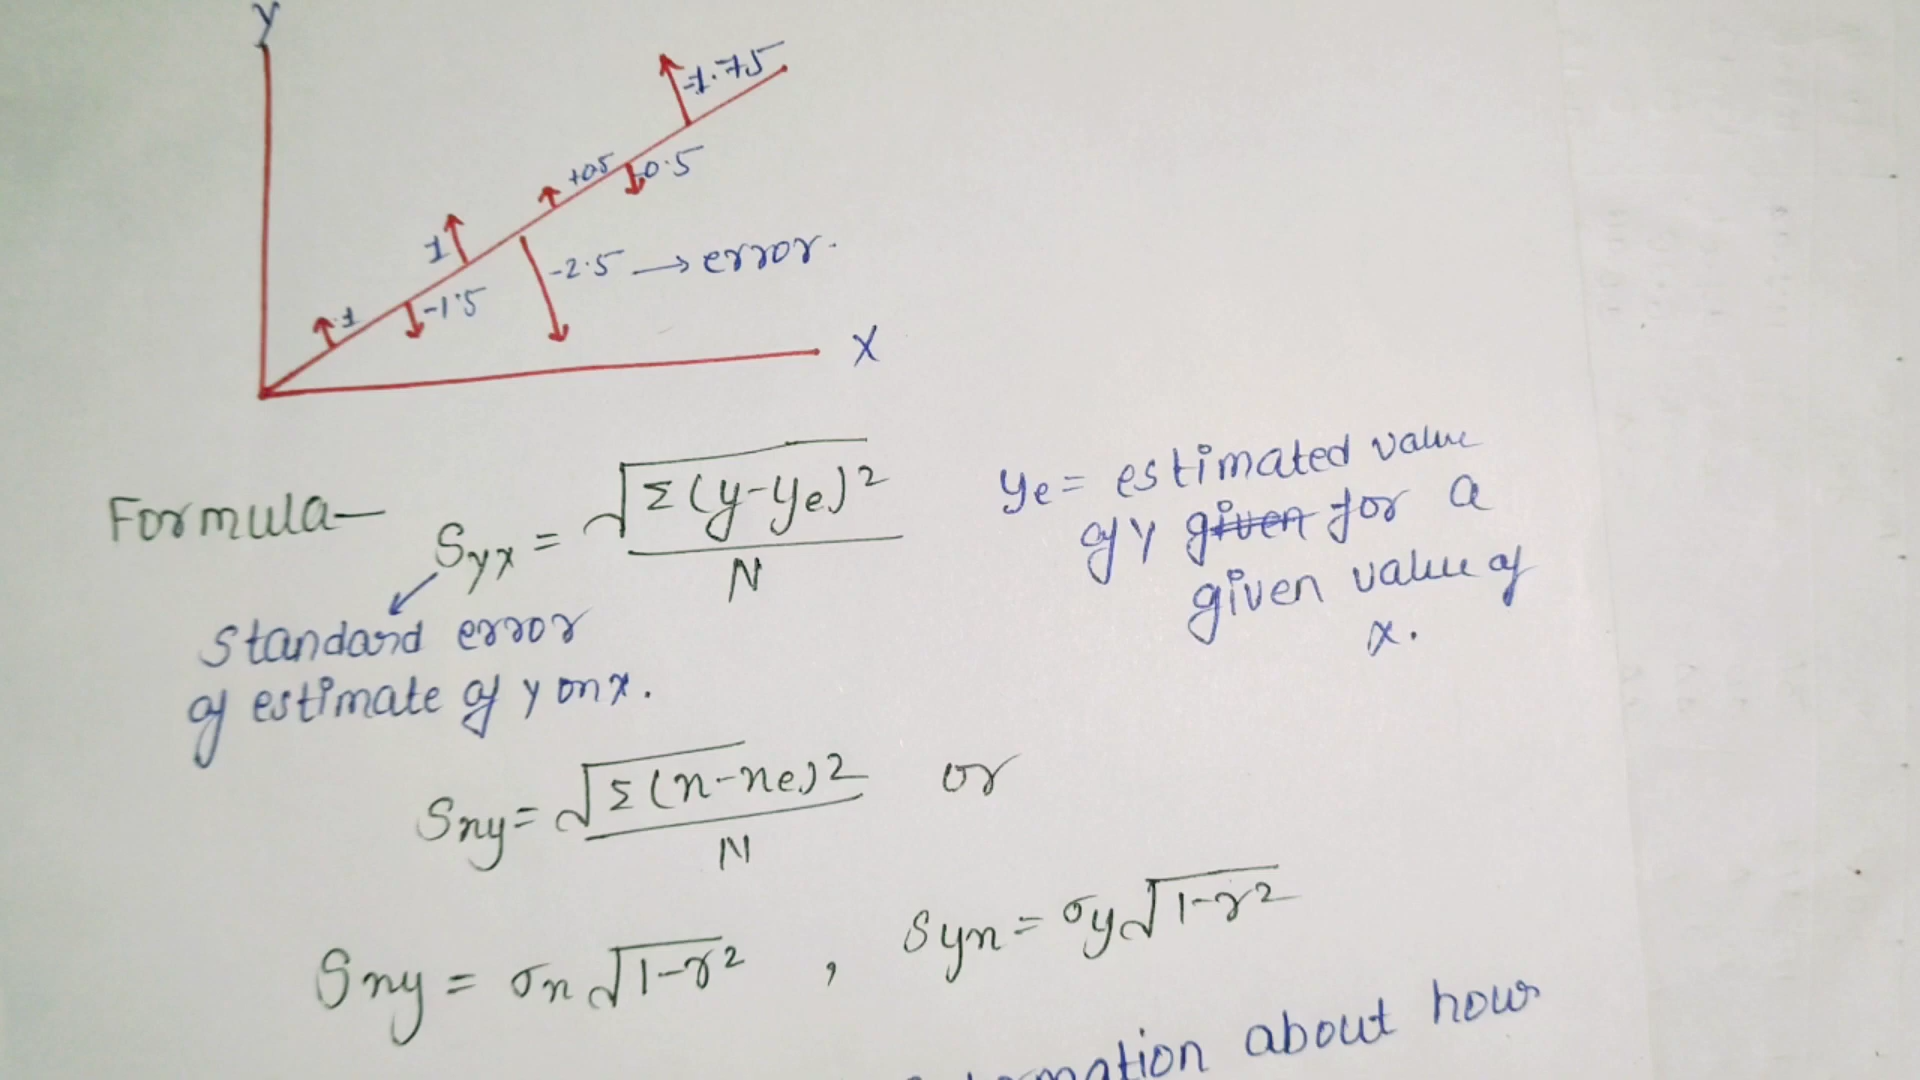 y
1.75
+05
-0.5
1
-2.5 → error.
1
-1.5
X
Formula— Syx = √Σ(y-ye)² / N
ye = estimated value
of y given for a
given value of
x.
Standard error
of estimate of y on x.
Sxy = √Σ(x-xe)² / N or
Sxy = σx √1-r² , Syx = σy √1-r²
about how